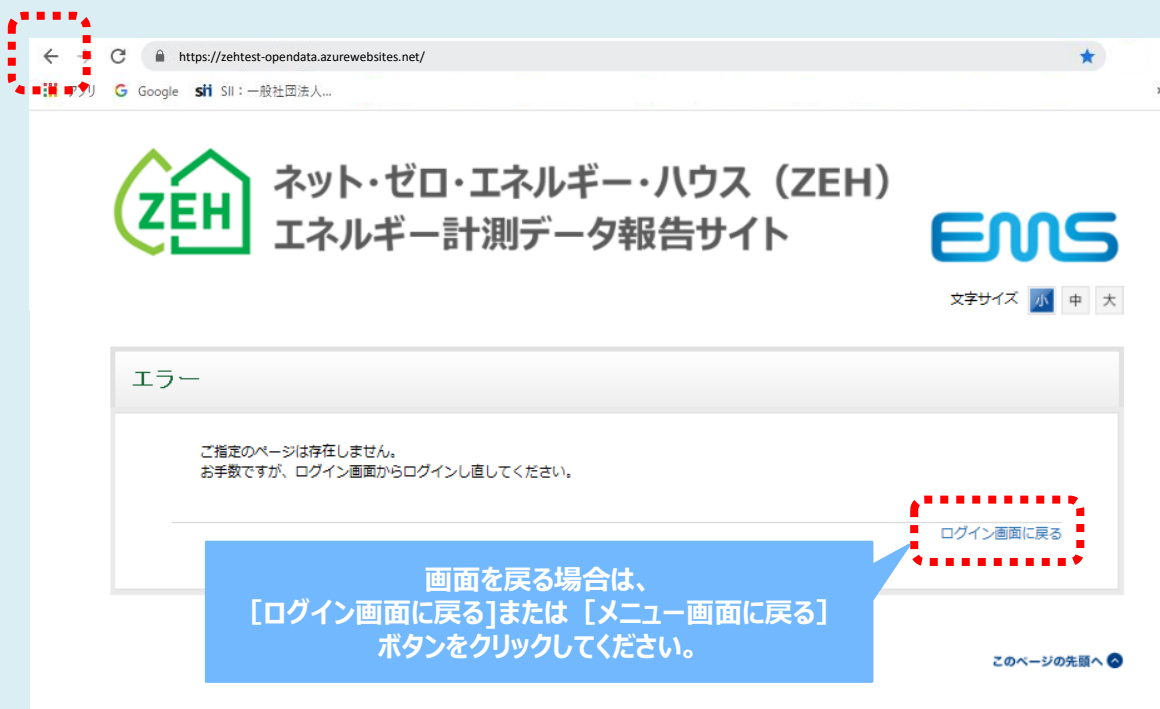 https://zehtest-opendata.azurewebsites.net/
アプリ Google sii SII：一般社団法人...
ZEH
ネット・ゼロ・エネルギー・ハウス（ZEH）
エネルギー計測データ報告サイト
EMS
文字サイズ 小 中 大
エラー
ご指定のページは存在しません。
お手数ですが、ログイン画面からログインし直してください。
ログイン画面に戻る
画面を戻る場合は、
［ログイン画面に戻る]または［メニュー画面に戻る］
ボタンをクリックしてください。
このページの先頭へ